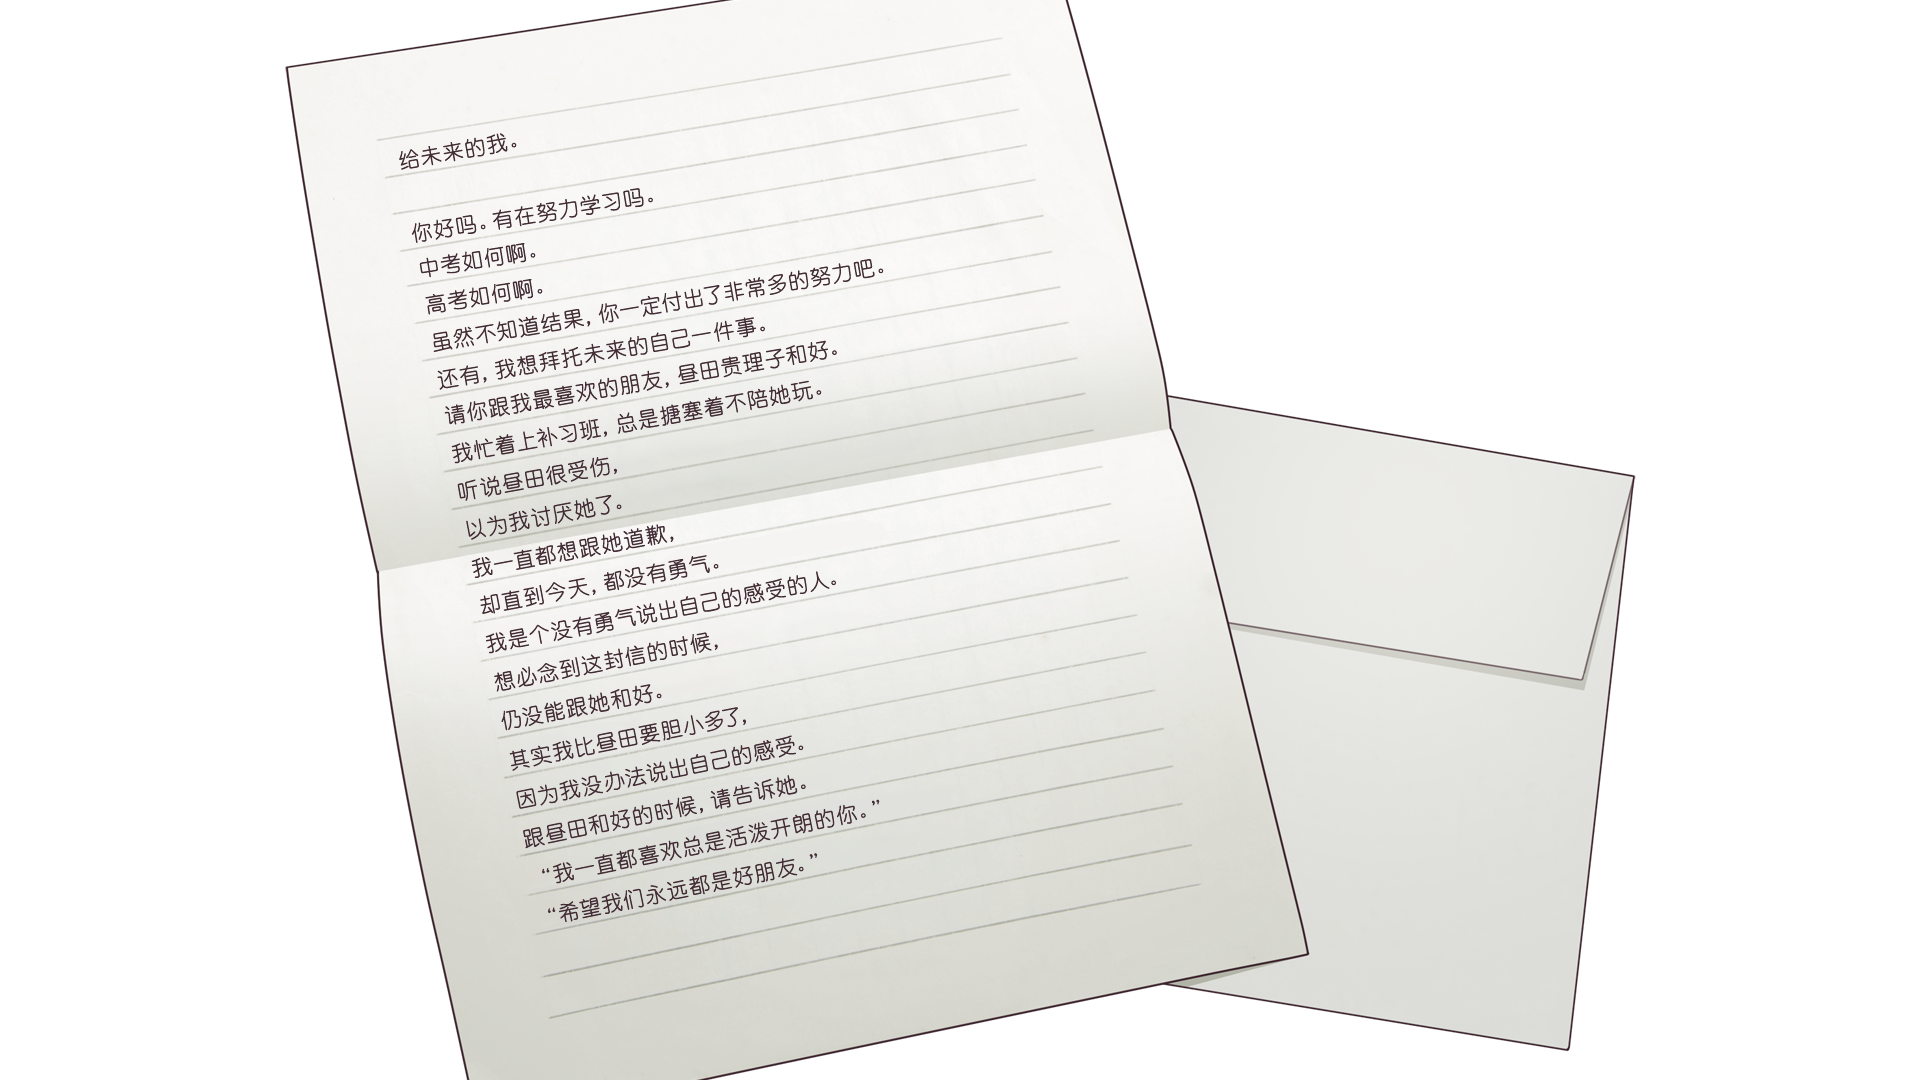 给未来的我。
你好吗。有在努力学习吗。
中考如何啊。
高考如何啊。
虽然不知道结果，你一定付出了非常多的努力吧。
还有，我想拜托未来的自己一件事。
请你跟我最喜欢的朋友，昼田贵理子和好。
我忙着上补习班，总是搪塞着不陪她玩。
听说昼田很受伤，
以为我讨厌她了。
我一直都想跟她道歉，
却直到今天，都没有勇气。
我是个没有勇气说出自己的感受的人。
想必念到这封信的时候，
仍没能跟她和好。
其实我比昼田要胆小多了，
因为我没办法说出自己的感受。
跟昼田和好的时候，请告诉她。
“我一直都喜欢总是活泼开朗的你。”
“希望我们永远都是好朋友。”